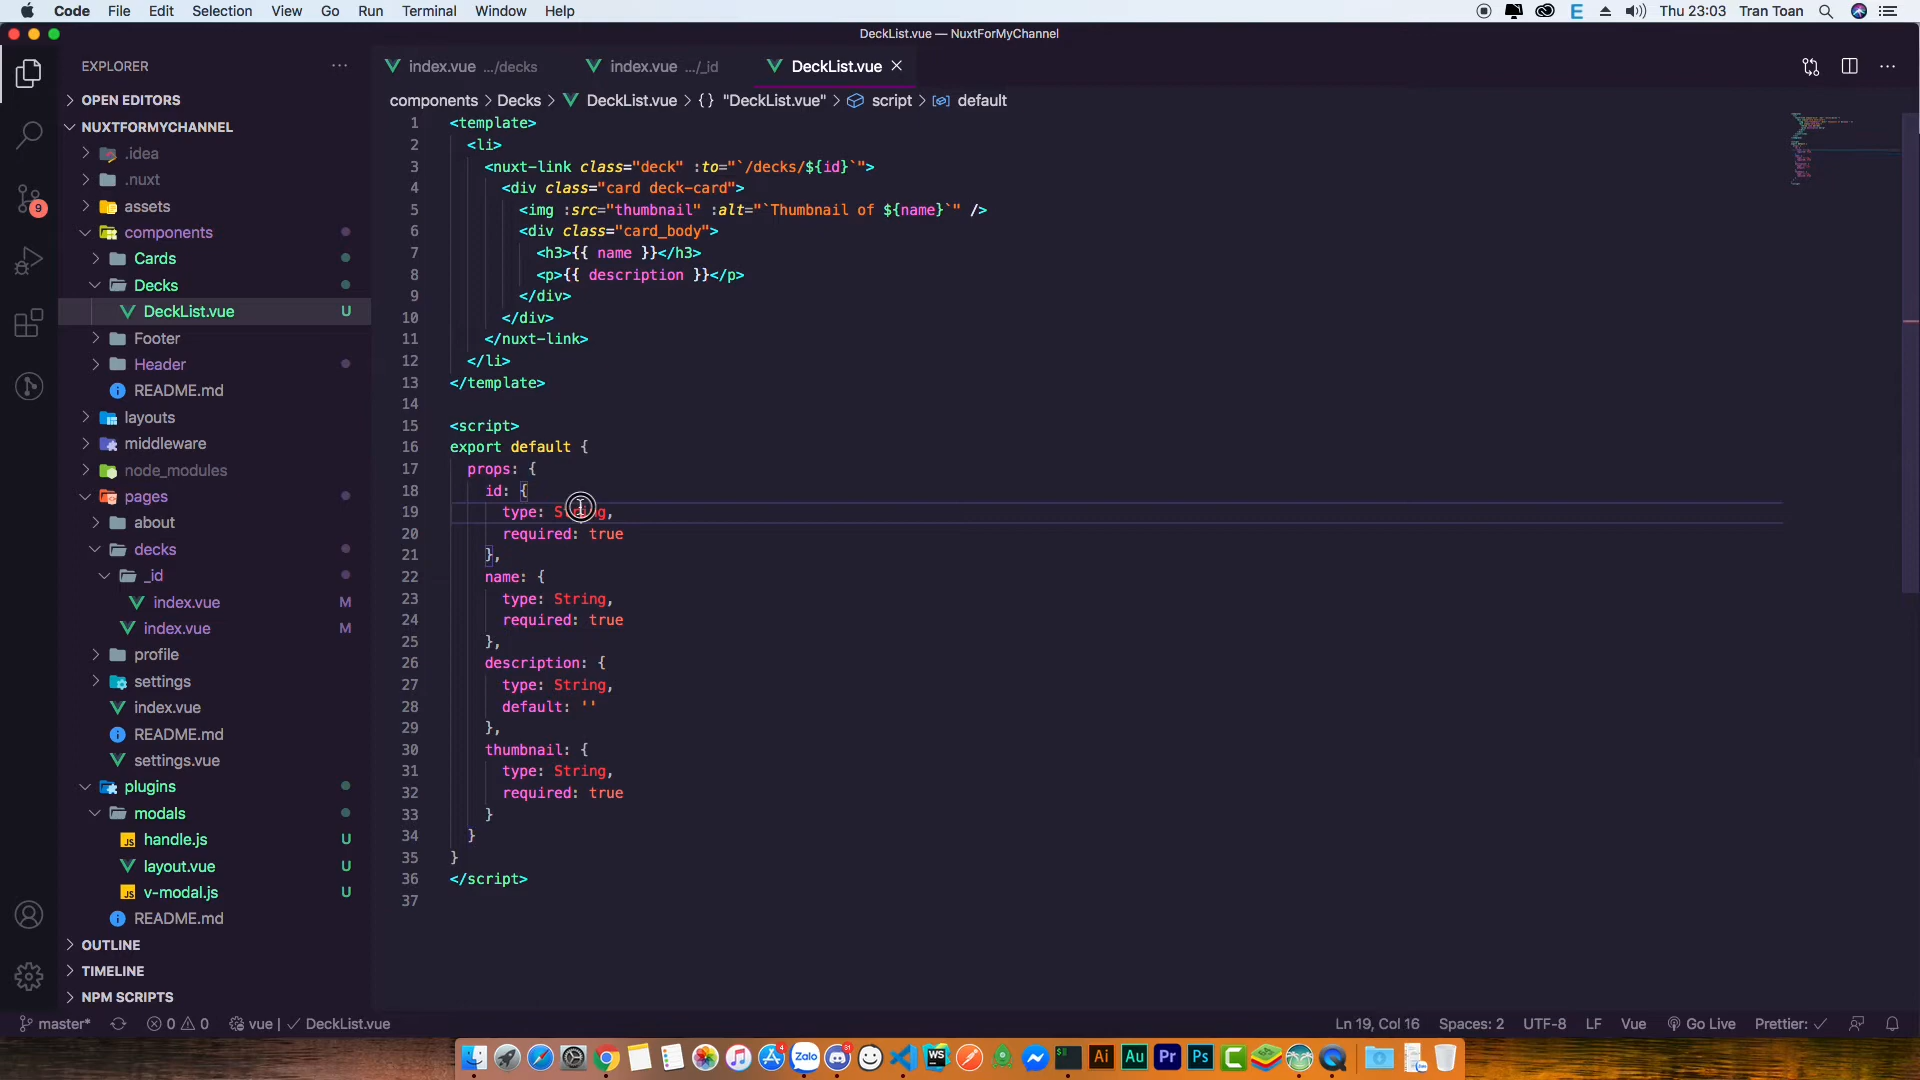 Code File Edit Selection View Go Run Terminal Window Help
Thu 23:03 Tran Toan
DeckList.vue — NuxtForMyChannel
EXPLORER
index.vue .../decks
index.vue .../_id
DeckList.vue
OPEN EDITORS
components > Decks > DeckList.vue > {} "DeckList.vue" > script > default
NUXTFORMYCHANNEL
.idea
.nuxt
assets
components
Cards
Decks
DeckList.vue U
Footer
Header
README.md
layouts
middleware
node_modules
pages
about
decks
_id
index.vue M
index.vue M
profile
settings
index.vue
README.md
settings.vue
plugins
modals
handle.js U
layout.vue U
v-modal.js U
README.md
OUTLINE
TIMELINE
NPM SCRIPTS
9
1 <template>
2 <li>
3 <nuxt-link class="deck" :to="`/decks/${id}`">
4 <div class="card deck-card">
5 <img :src="thumbnail" :alt="`Thumbnail of ${name}`" />
6 <div class="card_body">
7 <h3>{{ name }}</h3>
8 <p>{{ description }}</p>
9 </div>
10 </div>
11 </nuxt-link>
12 </li>
13 </template>
14
15 <script>
16 export default {
17 props: {
18 id: {
19 type: String,
20 required: true
21 },
22 name: {
23 type: String,
24 required: true
25 },
26 description: {
27 type: String,
28 default: ''
29 },
30 thumbnail: {
31 type: String,
32 required: true
33 }
34 }
35 }
36 </script>
37
master* 0 0 vue | DeckList.vue
Ln 19, Col 16 Spaces: 2 UTF-8 LF Vue Go Live Prettier:
4 Zalo 31 WS Ai Au Pr Ps C